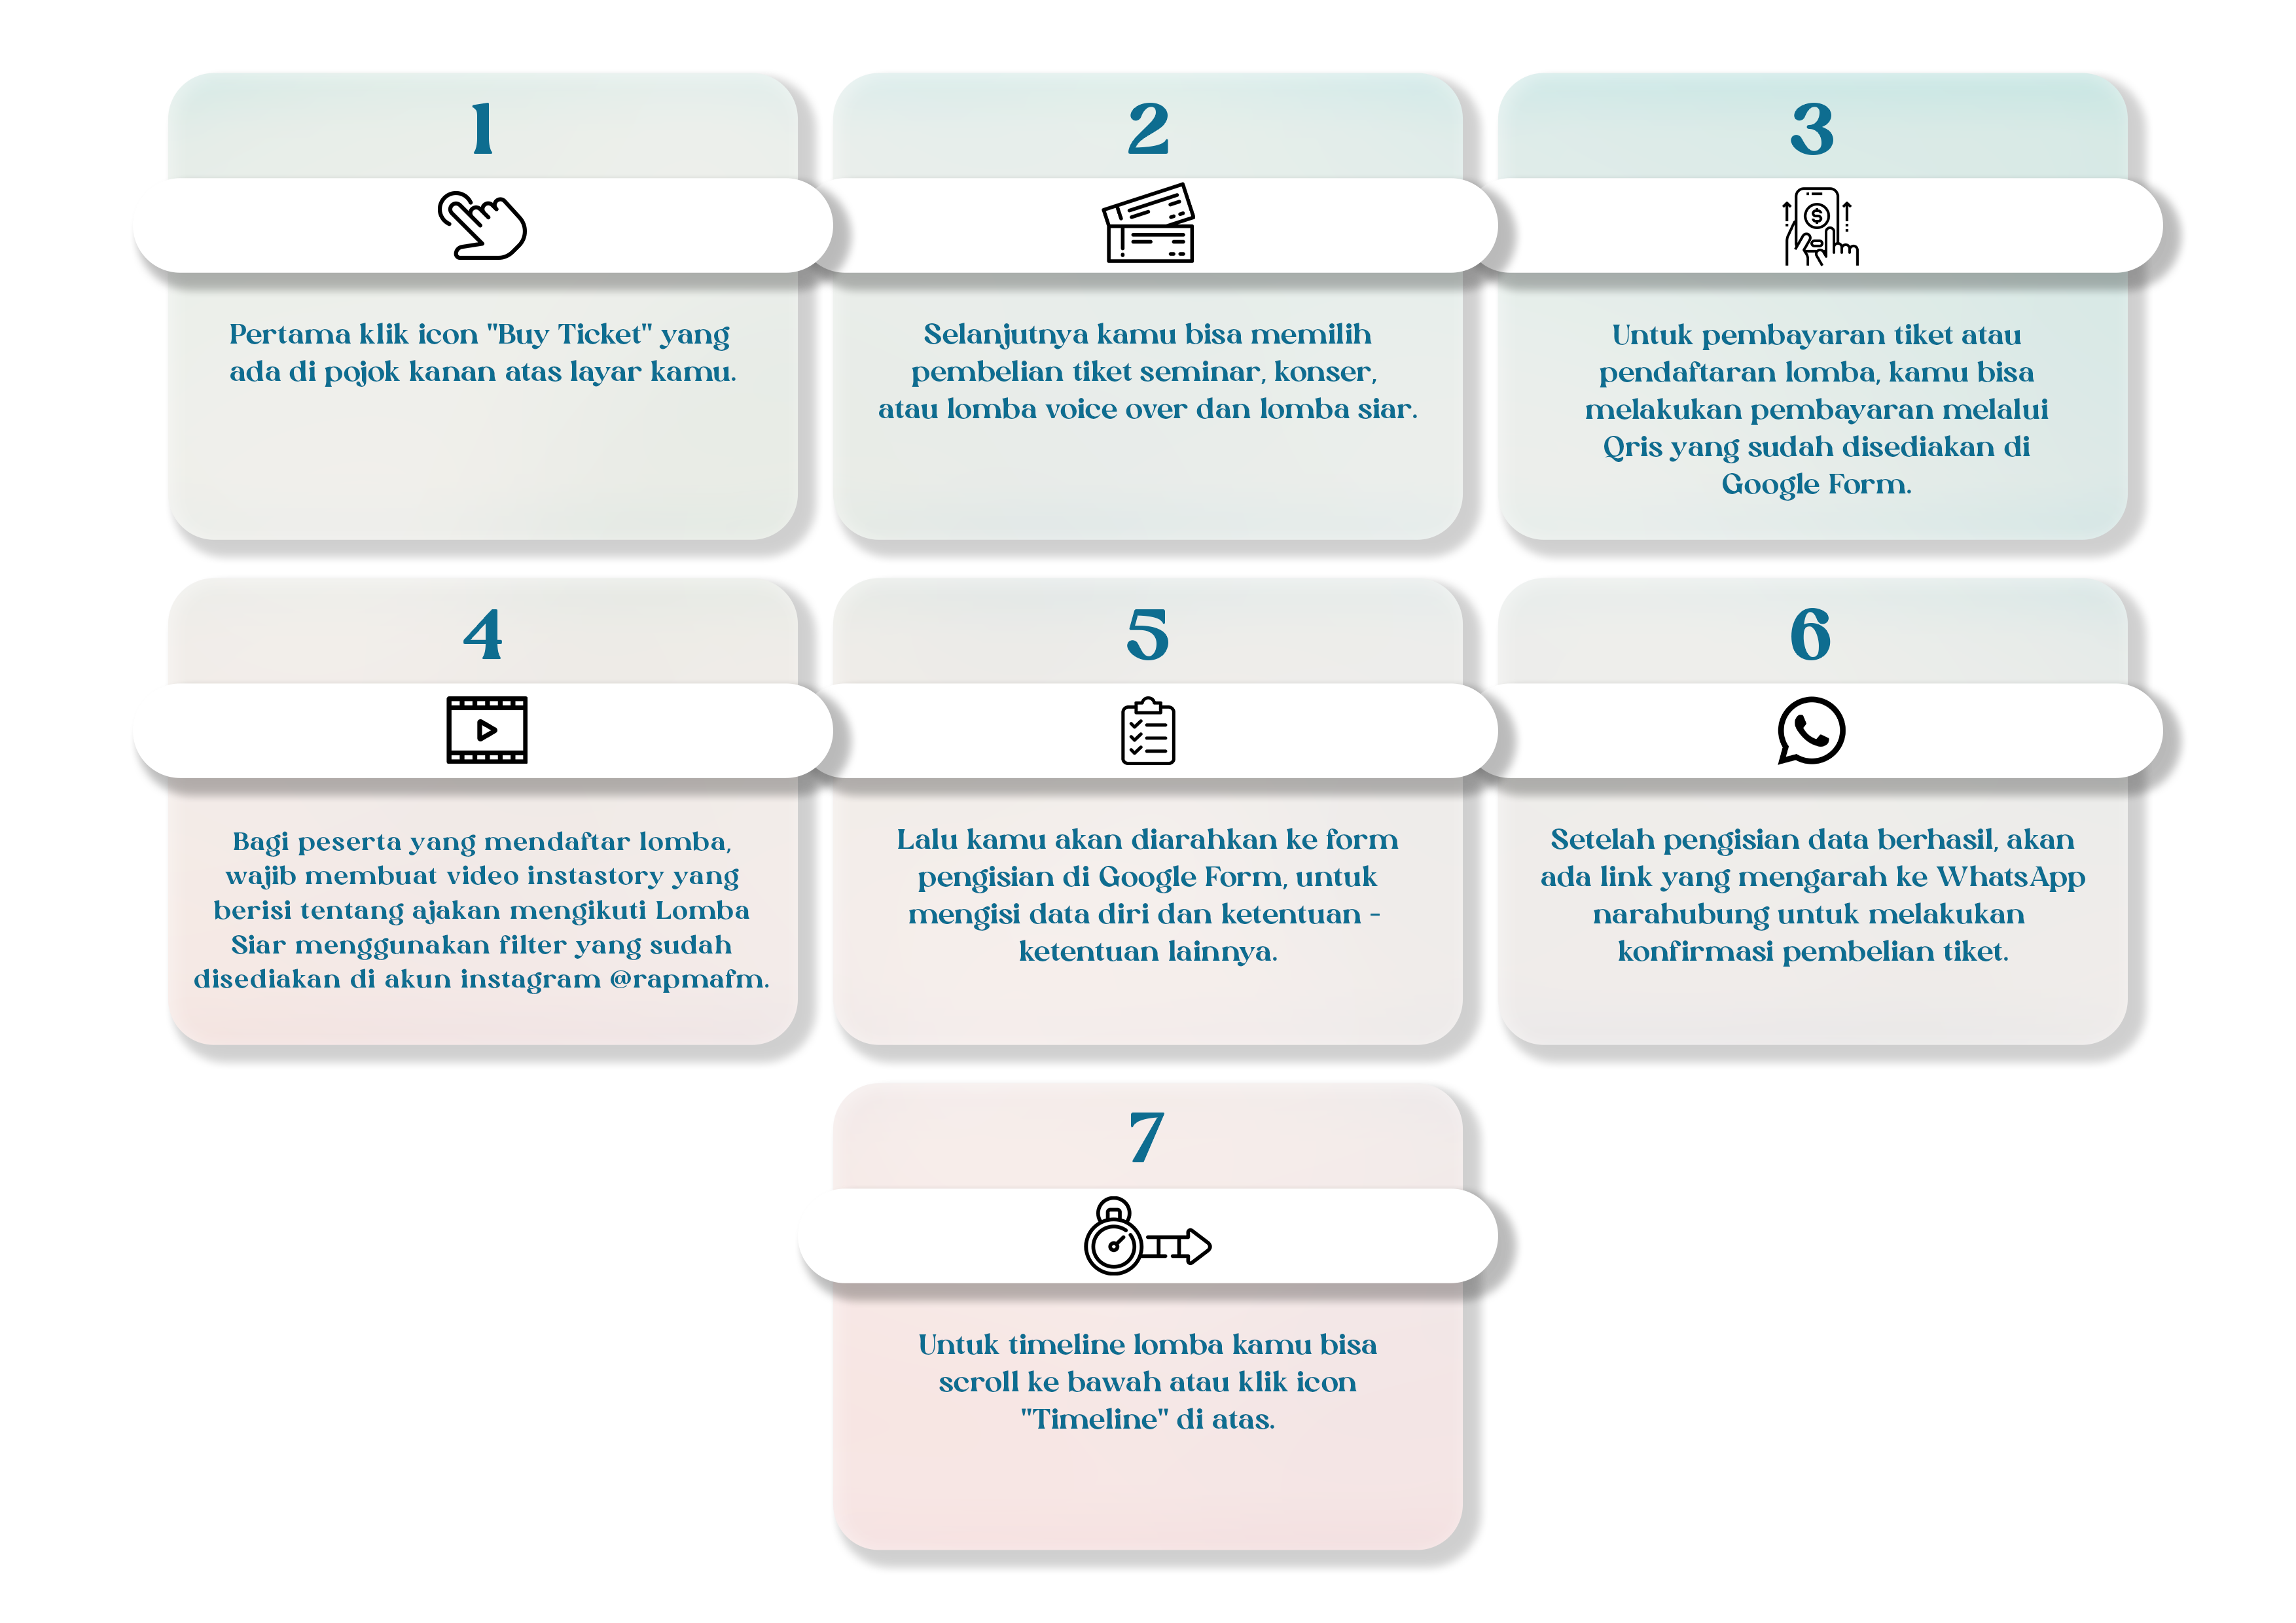 1
Pertama klik icon "Buy Ticket" yang
ada di pojok kanan atas layar kamu.
2
Selanjutnya kamu bisa memilih
pembelian tiket seminar, konser,
atau lomba voice over dan lomba siar.
3
Untuk pembayaran tiket atau
pendaftaran lomba, kamu bisa
melakukan pembayaran melalui
Qris yang sudah disediakan di
Google Form.
4
Bagi peserta yang mendaftar lomba,
wajib membuat video instastory yang
berisi tentang ajakan mengikuti Lomba
Siar menggunakan filter yang sudah
disediakan di akun instagram @rapmafm.
5
Lalu kamu akan diarahkan ke form
pengisian di Google Form, untuk
mengisi data diri dan ketentuan -
ketentuan lainnya.
6
Setelah pengisian data berhasil, akan
ada link yang mengarah ke WhatsApp
narahubung untuk melakukan
konfirmasi pembelian tiket.
7
Untuk timeline lomba kamu bisa
scroll ke bawah atau klik icon
"Timeline" di atas.